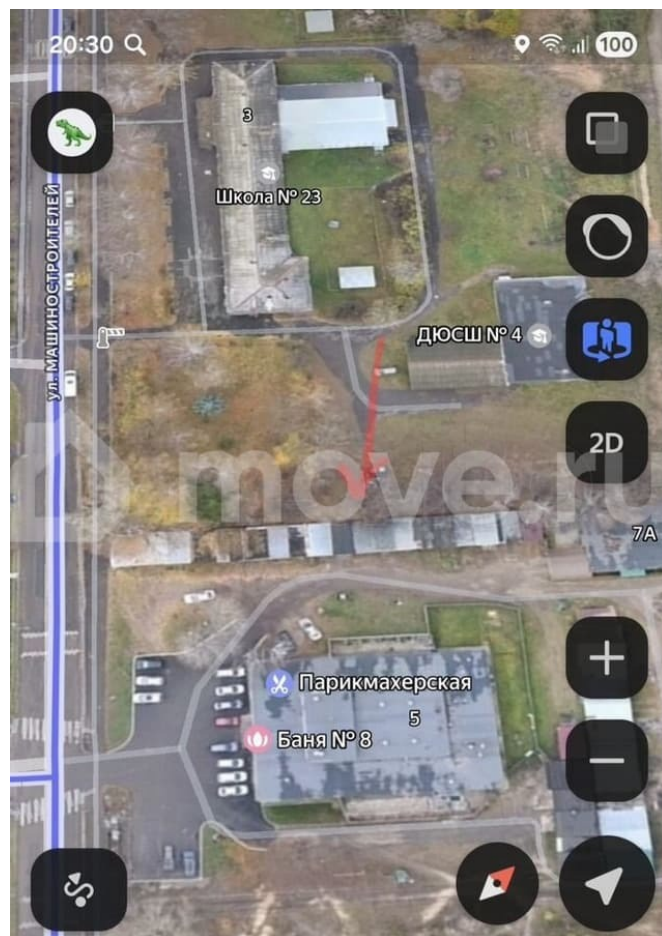 20:30
100
3
Школа № 23
ул. МАШИНОСТРОИТЕЛЕЙ
ДЮСШ № 4
2D
move.ru
7А
Парикмахерская
5
Баня № 8